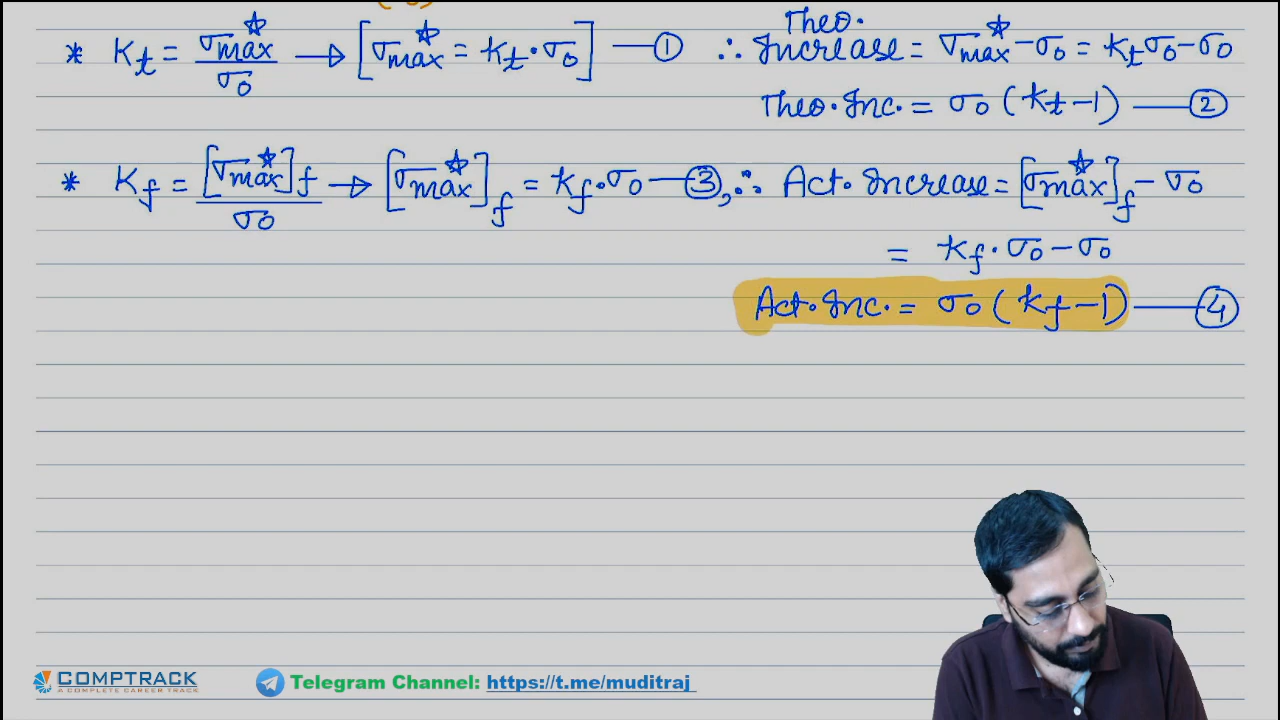 * Kt = σmax☆ / σ0 → [σmax☆ = Kt·σ0] — ① ∴ Theo. Increase = σmax☆ - σ0 = Ktσ0 - σ0
Theo. Inc. = σ0 (Kt - 1) — ②
* Kf = [σmax☆]f / σ0 → [σmax☆]f = Kf·σ0 — ③, ∴ Act. Increase = [σmax☆]f - σ0
= Kf·σ0 - σ0
Act. Inc. = σ0 (Kf - 1) — ④
COMPTRACK
A COMPLETE CAREER TRACK
Telegram Channel: https://t.me/muditraj